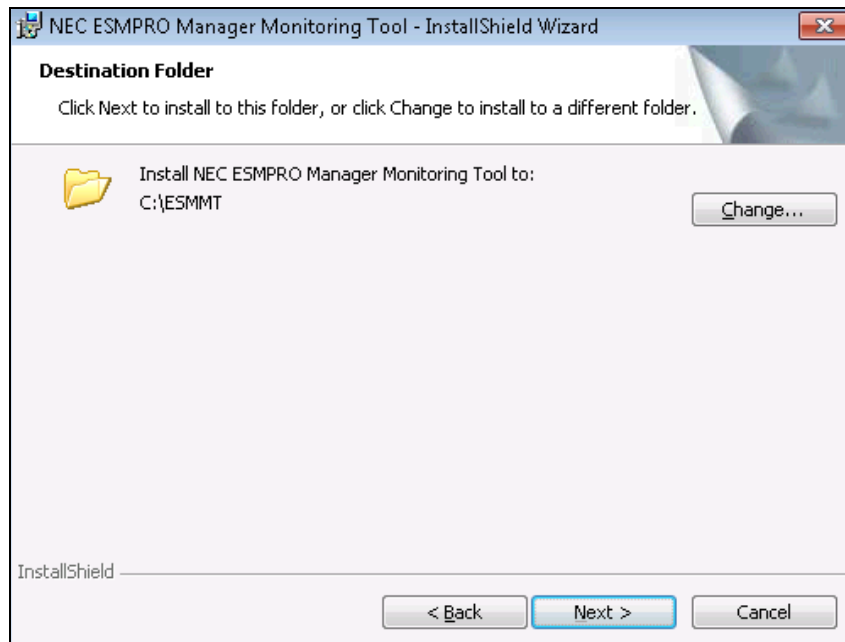 NEC ESMPRO Manager Monitoring Tool - InstallShield Wizard
Destination Folder
Click Next to install to this folder, or click Change to install to a different folder.
Install NEC ESMPRO Manager Monitoring Tool to:
C:\ESMMT
Change...
InstallShield
< Back
Next >
Cancel